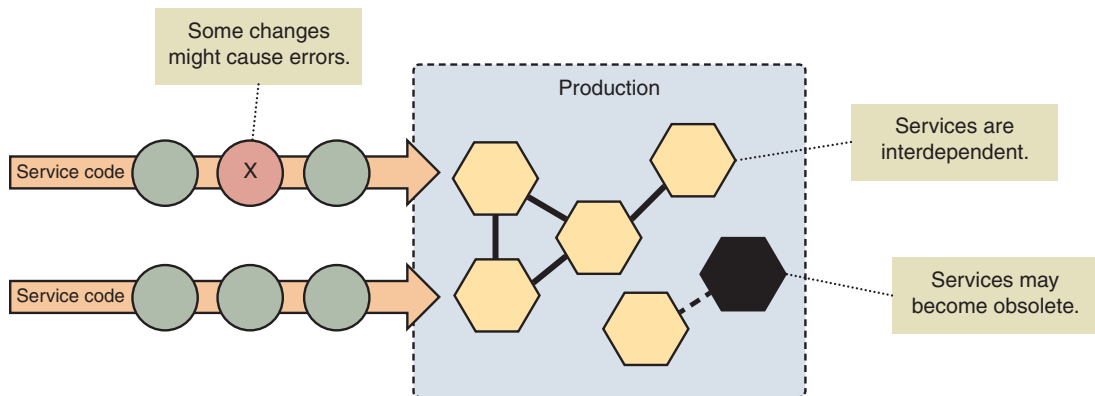 Some changes
might cause errors.
Production
Services are
interdependent.
Service code
X
Services may
become obsolete.
Service code